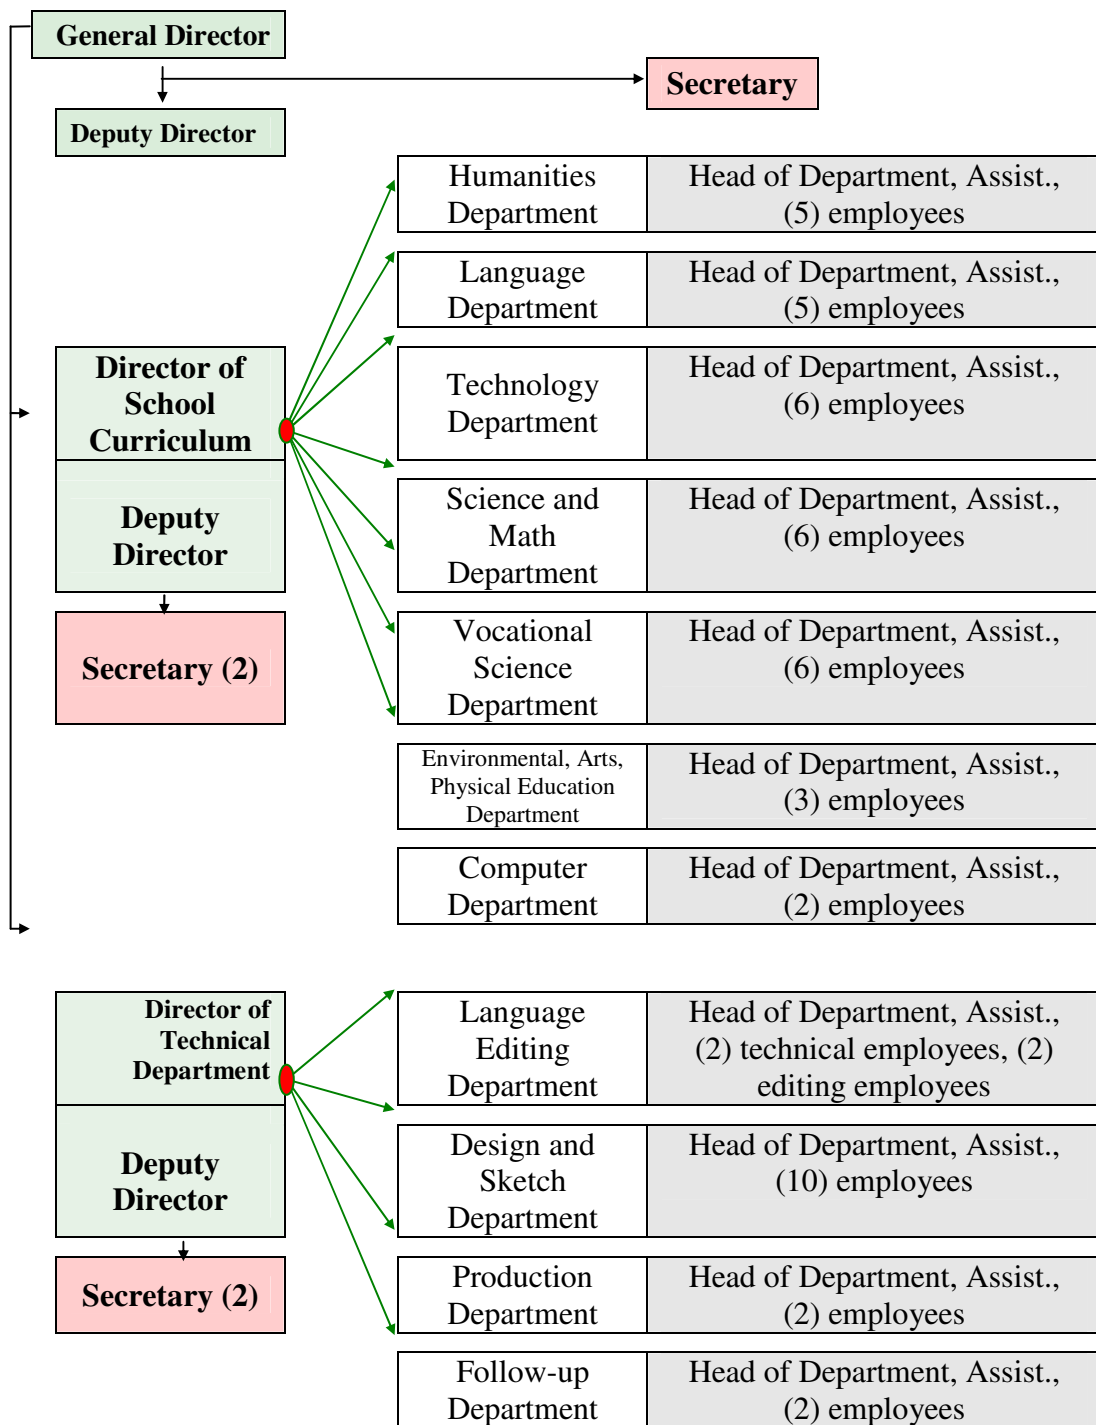 General Director
Secretary
Deputy Director
Humanities
Department
Head of Department, Assist.,
(5) employees
Language
Department
Head of Department, Assist.,
(5) employees
Director of
School
Curriculum
Technology
Department
Head of Department, Assist.,
(6) employees
Deputy
Director
Science and
Math
Department
Head of Department, Assist.,
(6) employees
Secretary (2)
Vocational
Science
Department
Head of Department, Assist.,
(6) employees
Environmental, Arts,
Physical Education
Department
Head of Department, Assist.,
(3) employees
Computer
Department
Head of Department, Assist.,
(2) employees
Director of
Technical
Department
Language
Editing
Department
Head of Department, Assist.,
(2) technical employees, (2)
editing employees
Deputy
Director
Design and
Sketch
Department
Head of Department, Assist.,
(10) employees
Secretary (2)
Production
Department
Head of Department, Assist.,
(2) employees
Follow-up
Department
Head of Department, Assist.,
(2) employees